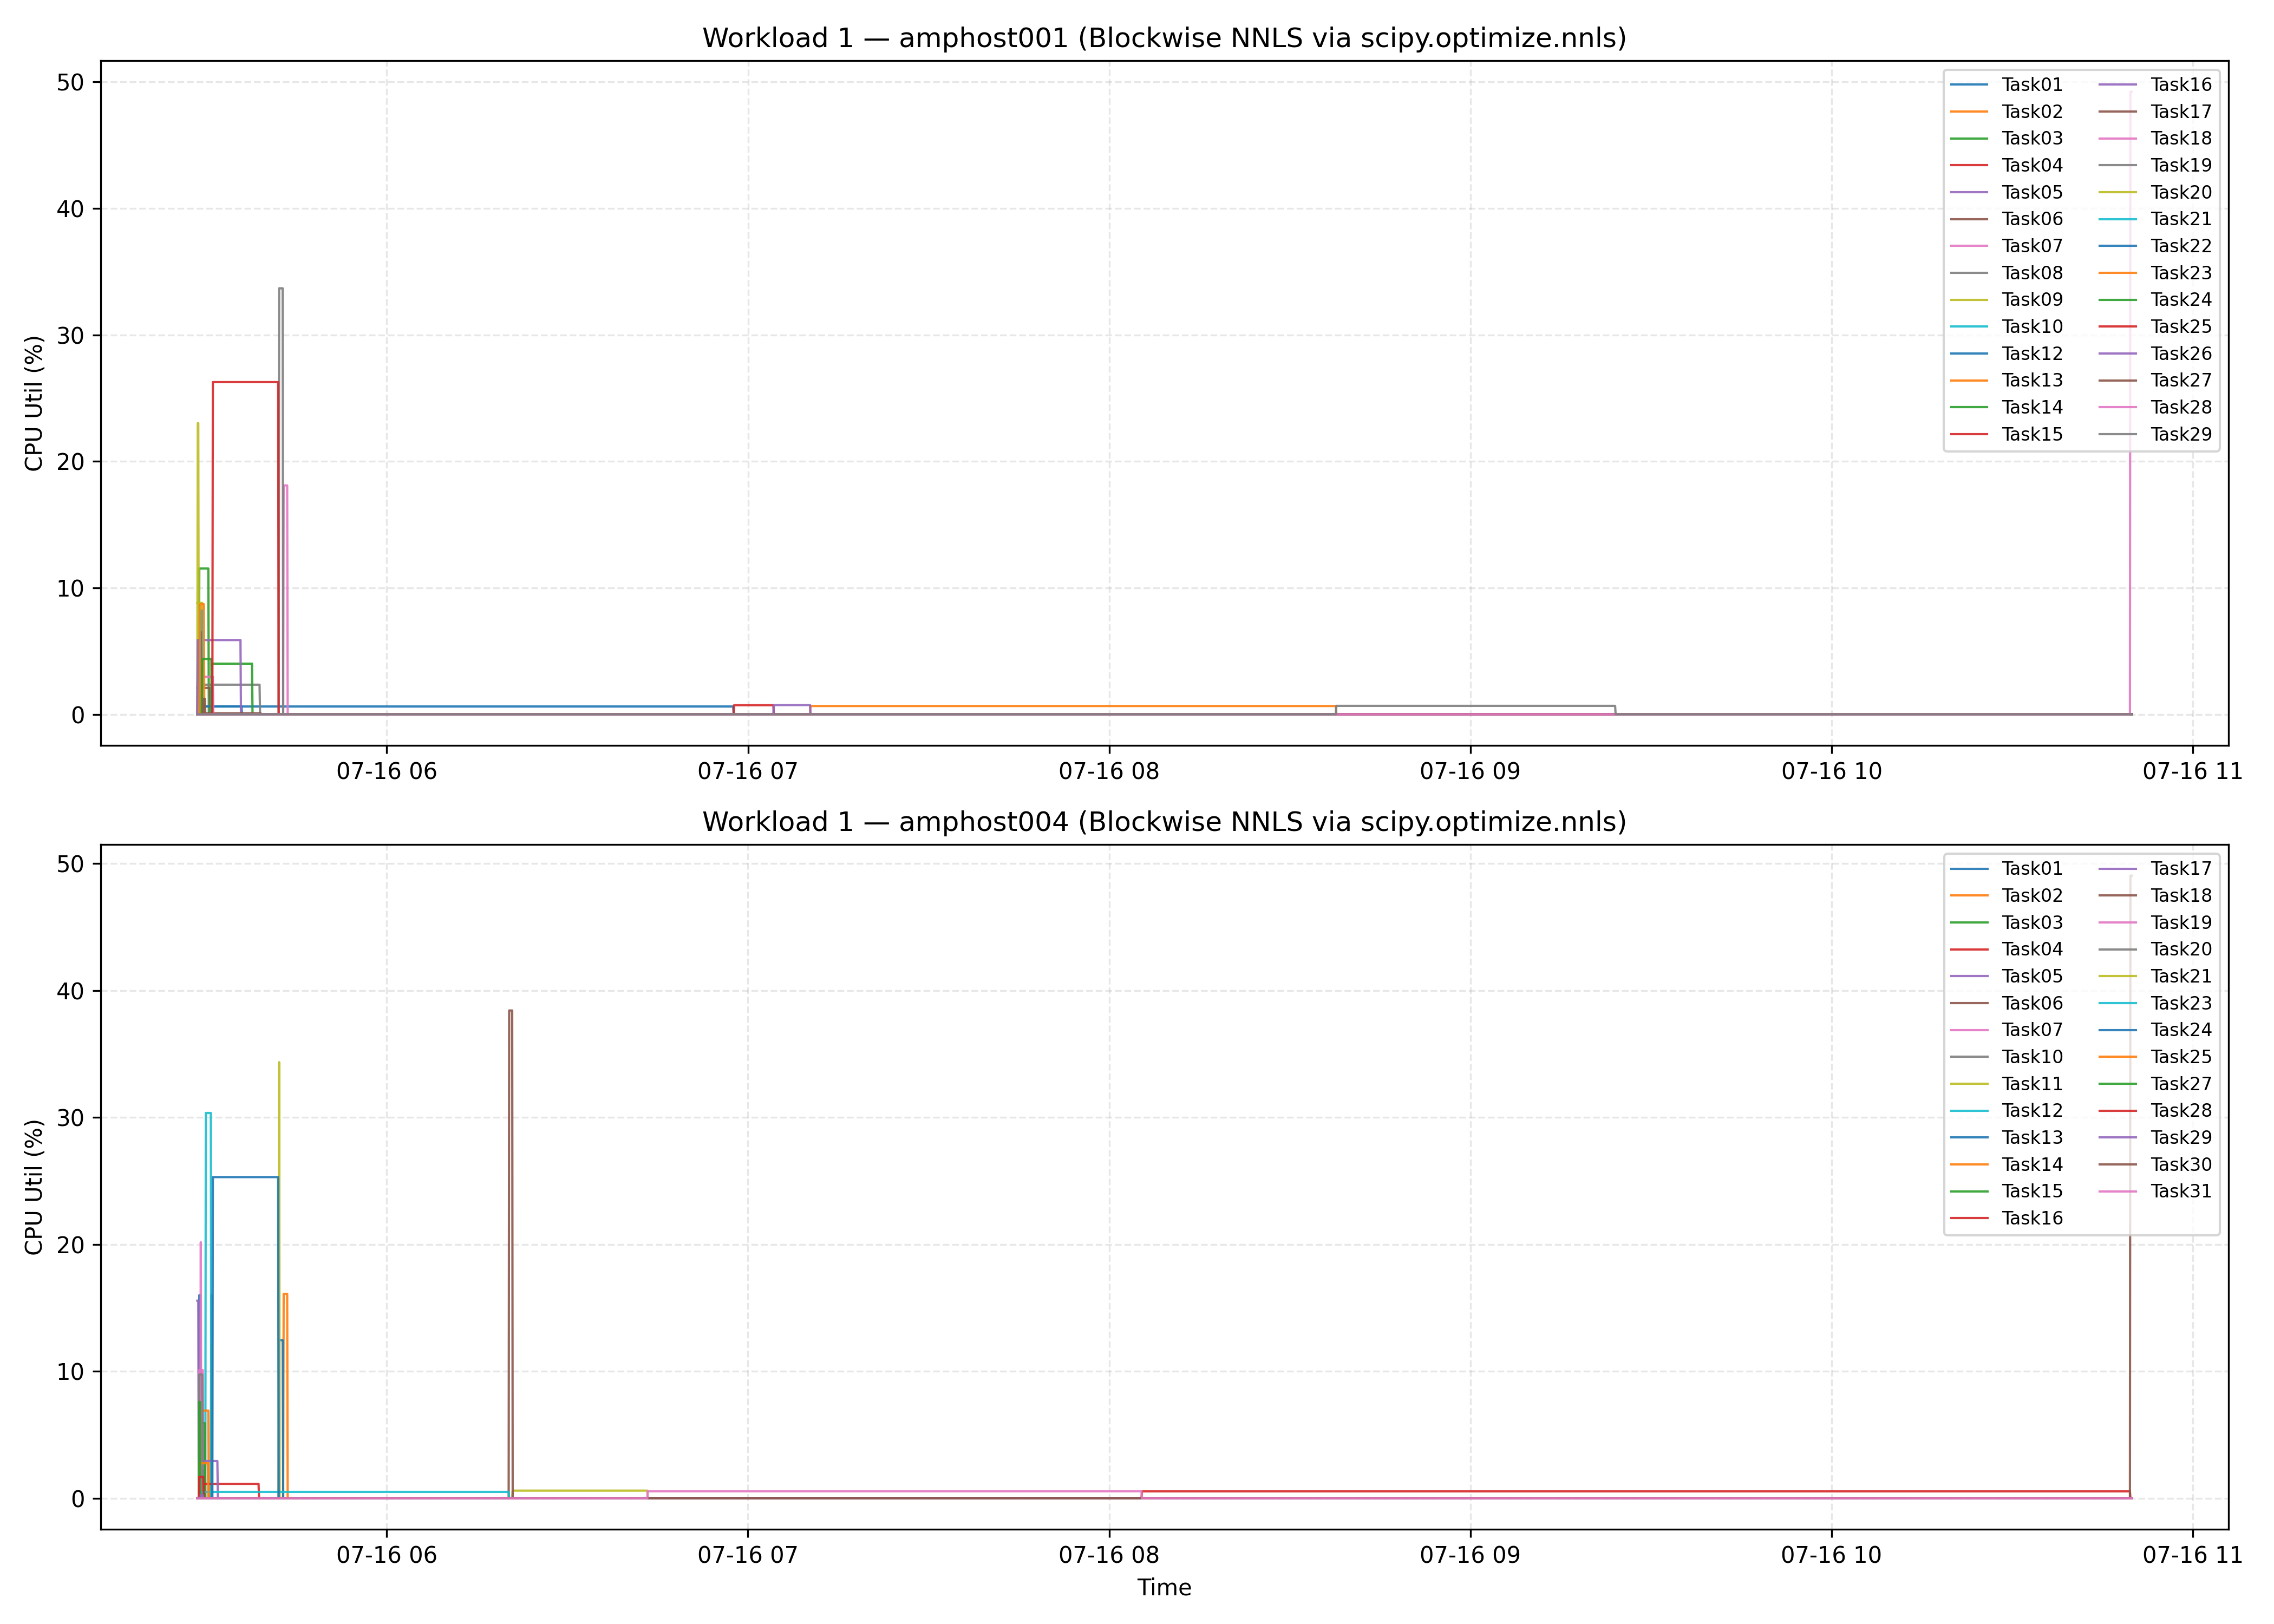 Workload 1 — amphost001 (Blockwise NNLS via scipy.optimize.nnls)
CPU Util (%)
50
40
30
20
10
0
07-16 06
07-16 07
07-16 08
07-16 09
07-16 10
07-16 11
Task01
Task02
Task03
Task04
Task05
Task06
Task07
Task08
Task09
Task10
Task12
Task13
Task14
Task15
Task16
Task17
Task18
Task19
Task20
Task21
Task22
Task23
Task24
Task25
Task26
Task27
Task28
Task29
Workload 1 — amphost004 (Blockwise NNLS via scipy.optimize.nnls)
CPU Util (%)
50
40
30
20
10
0
07-16 06
07-16 07
07-16 08
07-16 09
07-16 10
07-16 11
Time
Task01
Task02
Task03
Task04
Task05
Task06
Task07
Task10
Task11
Task12
Task13
Task14
Task15
Task16
Task17
Task18
Task19
Task20
Task21
Task23
Task24
Task25
Task27
Task28
Task29
Task30
Task31